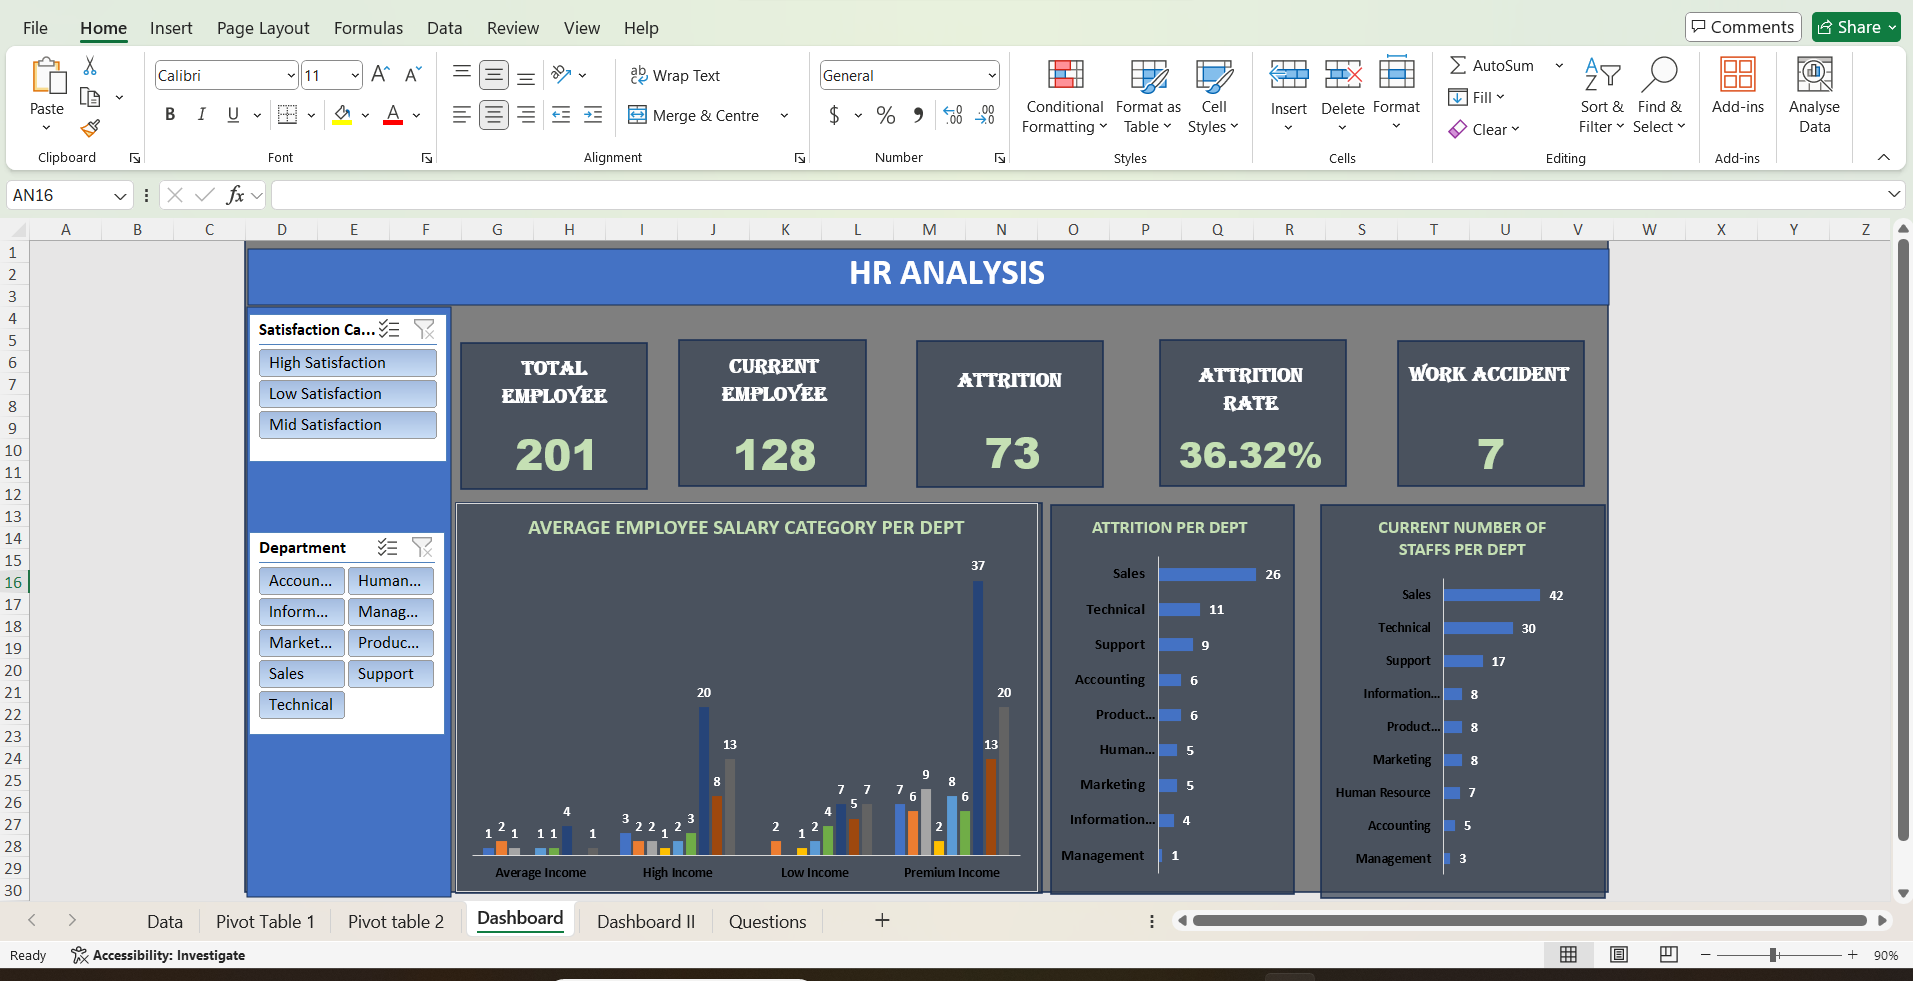 File Home Insert Page Layout Formulas Data Review View Help Comments Share
Calibri 11 Wrap Text General AutoSum
Paste Conditional Formatting Format as Table Cell Styles Insert Delete Format Fill Sort & Filter Find & Select Add-ins Analyse Data
B I U Merge & Centre $ % Clear
Clipboard Font Alignment Number Styles Cells Editing Add-ins
AN16 fx
A B C D E F G H I J K L M N O P Q R S T U V W X Y Z
1
2
3
4
5
6
7
8
9
10
11
12
13
14
15
16
17
18
19
20
21
22
23
24
25
26
27
28
29
30
HR ANALYSIS
Satisfaction Ca...
High Satisfaction
Low Satisfaction
Mid Satisfaction
Department
Accoun... Human...
Inform... Manag...
Market... Produc...
Sales Support
Technical
TOTAL
EMPLOYEE
201
CURRENT
EMPLOYEE
128
ATTRITION
73
ATTRITION
RATE
36.32%
WORK ACCIDENT
7
AVERAGE EMPLOYEE SALARY CATEGORY PER DEPT
1 2 1 1 1 4 1
3 2 2 1 2 3 20 8 13
2 1 2 4 7 5 7
7 6 9 2 8 6 37 13 20
Average Income High Income Low Income Premium Income
ATTRITION PER DEPT
Sales 26
Technical 11
Support 9
Accounting 6
Product... 6
Human... 5
Marketing 5
Information... 4
Management 1
CURRENT NUMBER OF
STAFFS PER DEPT
Sales 42
Technical 30
Support 17
Information... 8
Product... 8
Marketing 8
Human Resource 7
Accounting 5
Management 3
Data Pivot Table 1 Pivot table 2 Dashboard Dashboard II Questions
Ready Accessibility: Investigate 90%